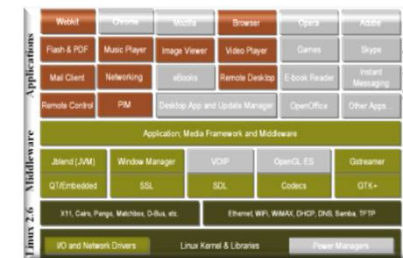 Applications
Webkit Chrome Mozilla Browser Opera Adobe
Flash & PDF Music Player Image Viewer Video Player Games Skype
Mail Client Networking eBooks Remote Desktop E-book Reader Instant Messaging
Remote Control PIM Desktop App and Update Manager OpenOffice Other Apps...
Middleware
Application, Media Framework and Middleware
Jblend (JVM) Window Manager VOIP OpenGL ES Gstreamer
QT/Embedded SSL SDL Codecs GTK+
Linux 2.6
X11, Cairo, Pango, Matchbox, D-Bus, etc. Ethernet, WiFi, WiMAX, DHCP, DNS, Samba, TFTP
I/O and Network Drivers Linux Kernel & Libraries Power Managers